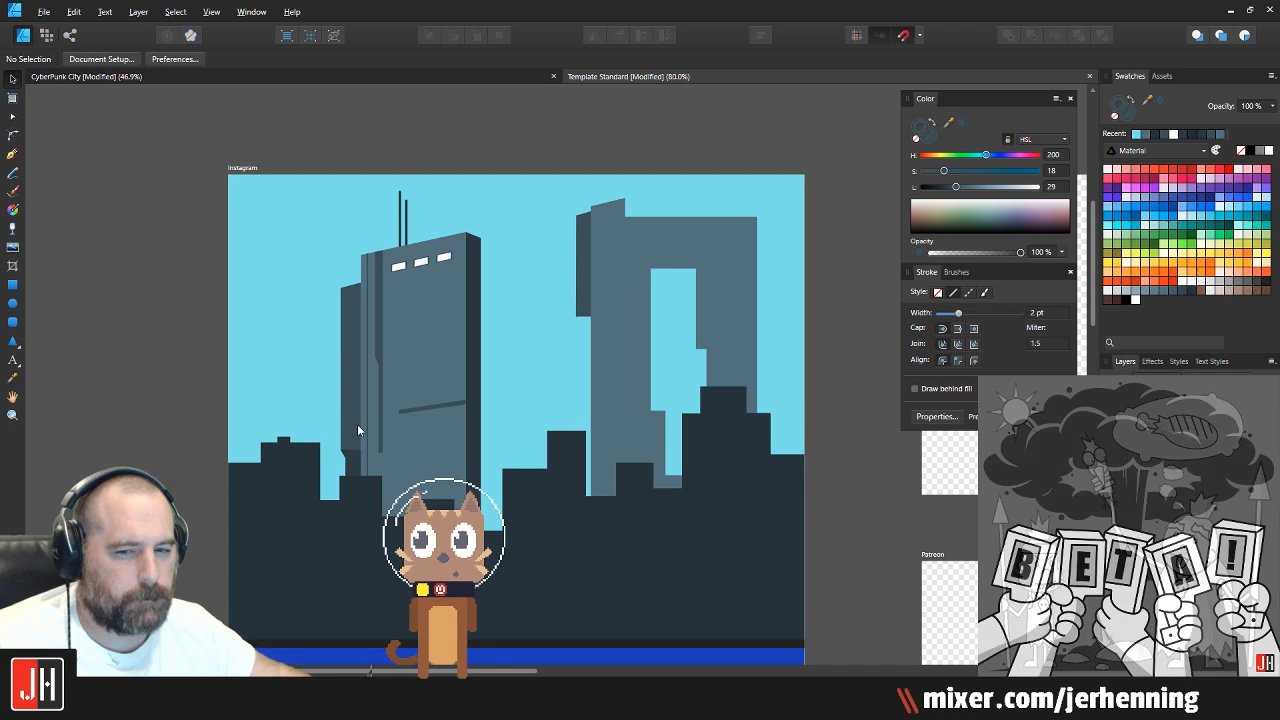 File Edit Text Layer Select View Window Help
No Selection Document Setup... Preferences...
CyberPunk City [Modified] (46.9%) Template Standard [Modified] (80.0%)
Swatches Assets
Color
Opacity: 100 %
HSL
Recent:
H: 200
Material
S: 18
L: 29
Instagram
Opacity
100 %
Stroke Brushes
Style:
Width: 2 pt
Cap: Miter:
Join: 1.5
Align:
Layers Effects Styles Text Styles
Draw behind fill
Properties...
BETA!
Patreon
JH
JH
mixer.com/jerhenning